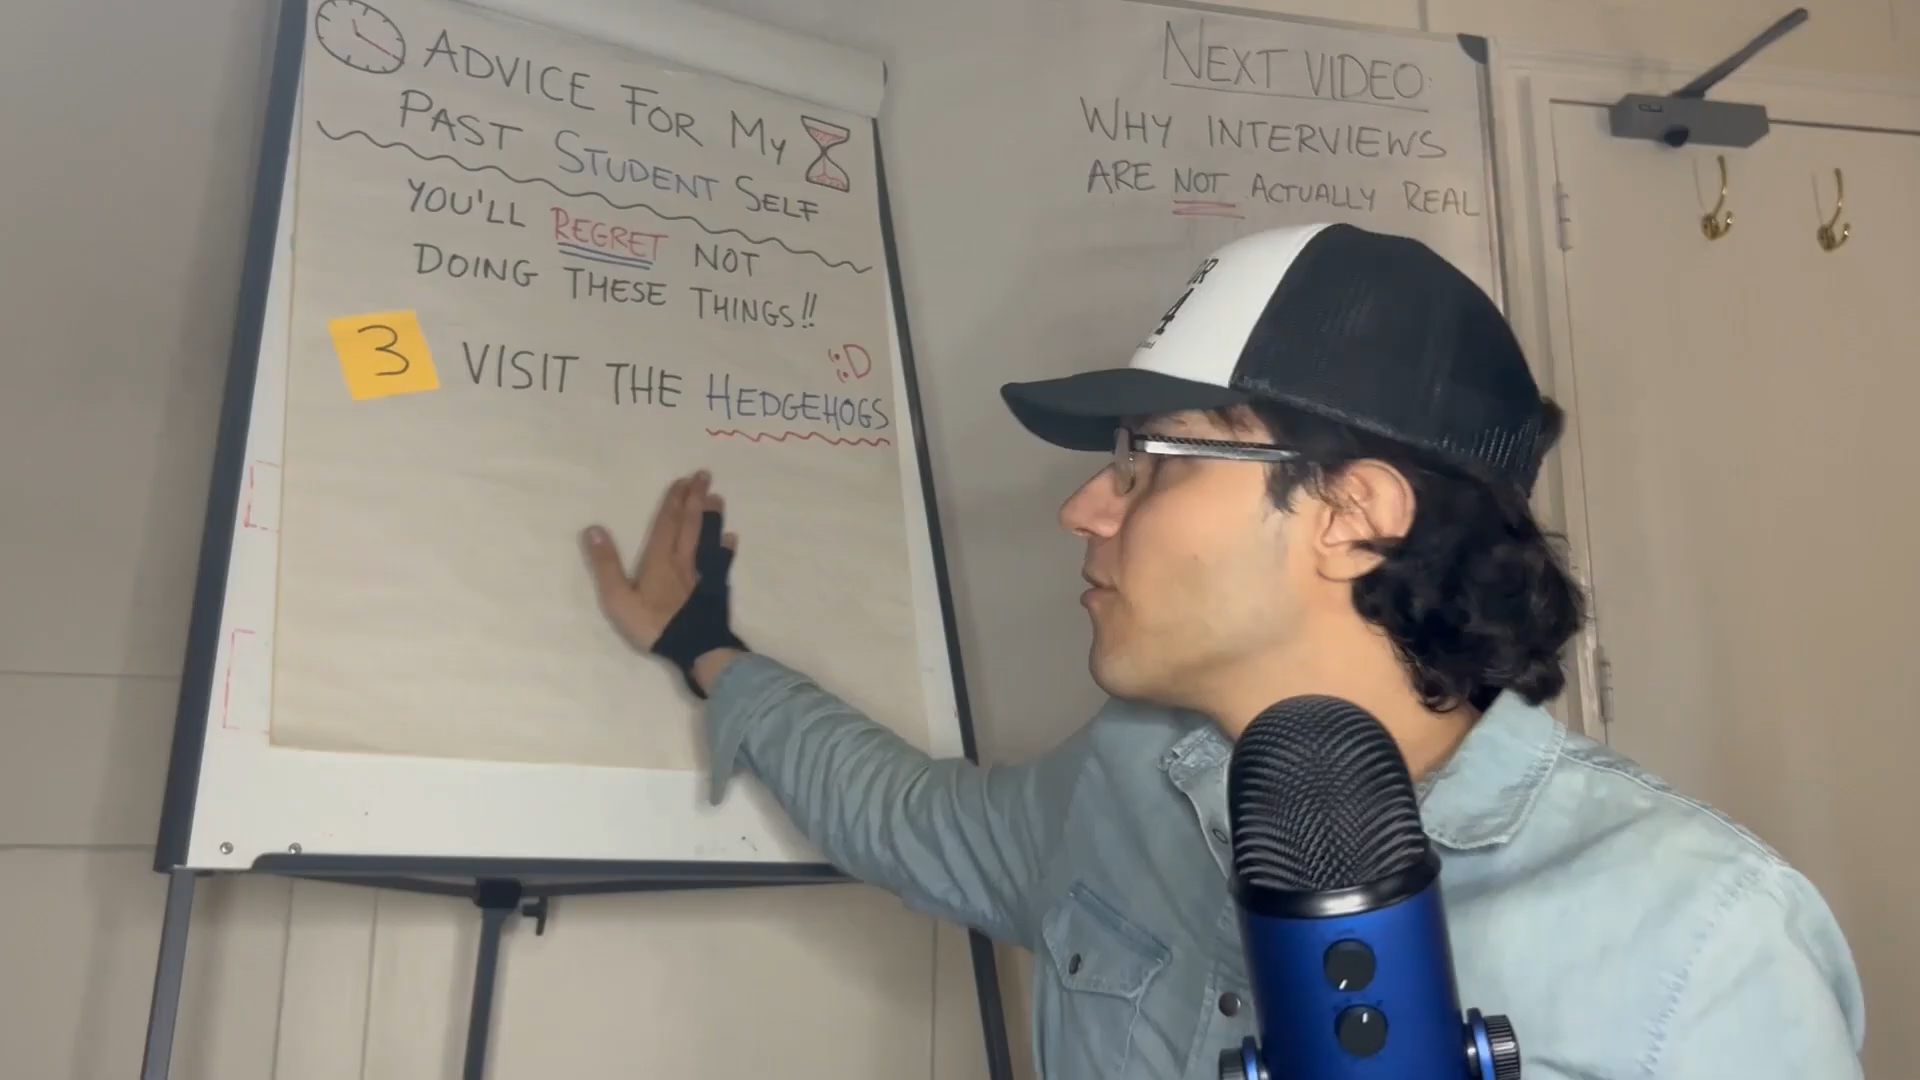 ADVICE FOR MY
PAST STUDENT SELF
YOU'LL REGRET NOT
DOING THESE THINGS!!
3 VISIT THE HEDGEHOGS
:D
NEXT VIDEO:
WHY INTERVIEWS
ARE NOT ACTUALLY REAL